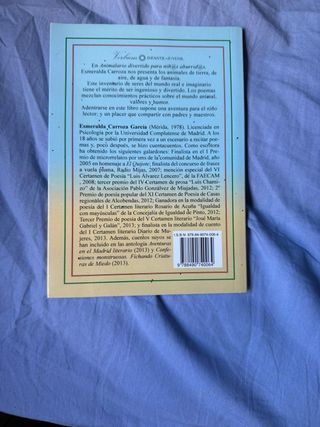 Verbum INFANTIL-JUVENIL
En Animalario divertido para niñ@s aburrid@s,
Esmeralda Carroza nos presenta los animales de tierra, de
aire, de agua y de fantasía.
Este inventario de seres del mundo real e imaginario
tiene el mérito de ser ingenioso y divertido. Los poemas
mezclan conocimientos prácticos sobre el mundo animal,
valores y humor.
Adentrarse en este libro supone una aventura para el niño
lector; y un placer que compartir con padres y maestros.
Esmeralda Carroza García (Mérida, 1978). Licenciada en
Psicología por la Universidad Complutense de Madrid. A los
18 años se subió por primera vez a un escenario a recitar poe-
mas y, poco después, se hizo cuentacuentos. Como escritora
ha obtenido los siguientes galardones: Finalista en el I Pre-
mio de microrrelatos por sms de la comunidad de Madrid, año
2005 en homenaje a El Quijote; finalista del concurso de frases
a vuela pluma, Radio Mijas, 2007; mención especial del VI
Certamen de Poesía "Luis Álvarez Lencero", de la FAECAM
, 2008; tercer premio del IV Certamen de prosa "Luis Chami-
zo" de la Asociación Pablo González de Miajadas, 2012; 2º
Premio de poesía popular del XI Certamen de Poesía de Casas
regionales de Alcobendas, 2012; Ganadora en la modalidad de
poesía del I Certamen literario Rosario de Acuña "Igualdad
con mayúsculas" de la Concejalía de Igualdad de Pinto, 2012;
Tercer Premio de poesía del V Certamen literario "José María
Gabriel y Galán", 2013; y finalista en la modalidad de cuento
del I Certamen literario Diario de Mu-
jeres, 2013. Además, cuentos suyos se
han incluido en las antología Aventuras
en el Madrid literario (2013) y Confe-
siones monstruosas. Fichando Criatu-
ras de Miedo (2013).